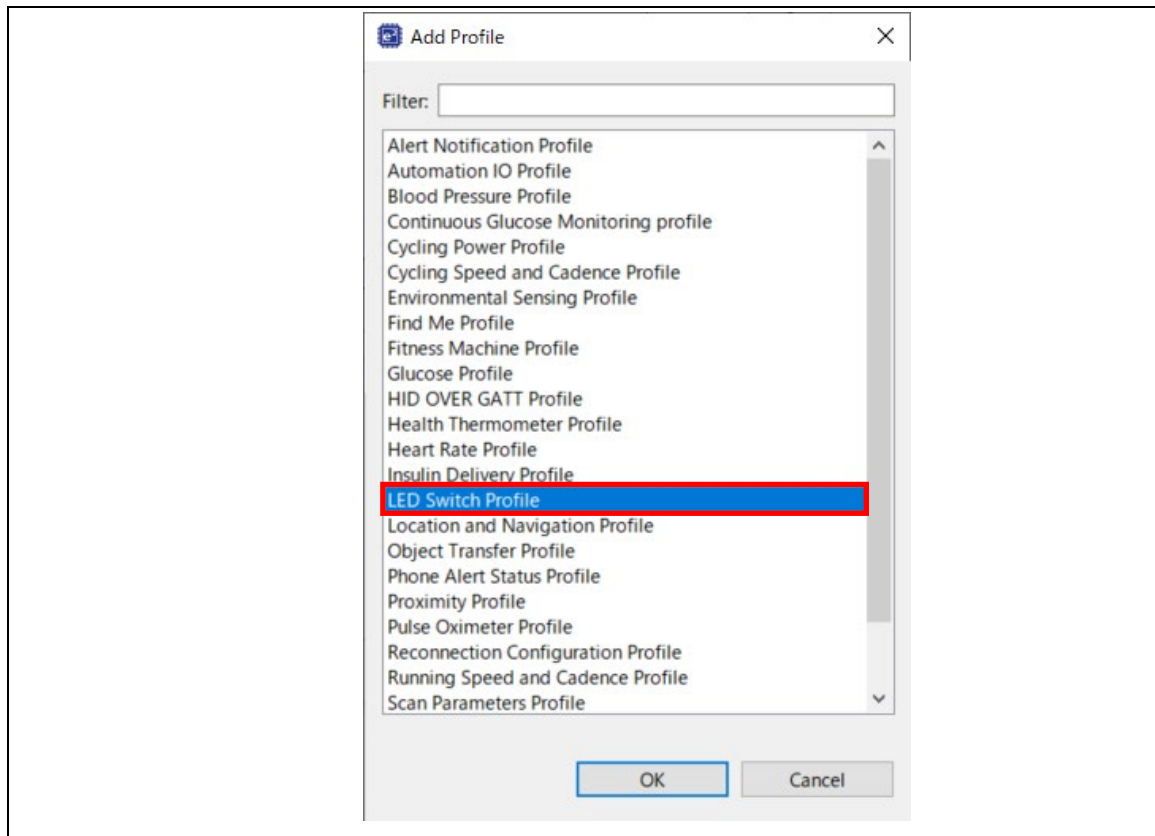 e² Add Profile
Filter:
Alert Notification Profile
Automation IO Profile
Blood Pressure Profile
Continuous Glucose Monitoring profile
Cycling Power Profile
Cycling Speed and Cadence Profile
Environmental Sensing Profile
Find Me Profile
Fitness Machine Profile
Glucose Profile
HID OVER GATT Profile
Health Thermometer Profile
Heart Rate Profile
Insulin Delivery Profile
LED Switch Profile
Location and Navigation Profile
Object Transfer Profile
Phone Alert Status Profile
Proximity Profile
Pulse Oximeter Profile
Reconnection Configuration Profile
Running Speed and Cadence Profile
Scan Parameters Profile
OK Cancel